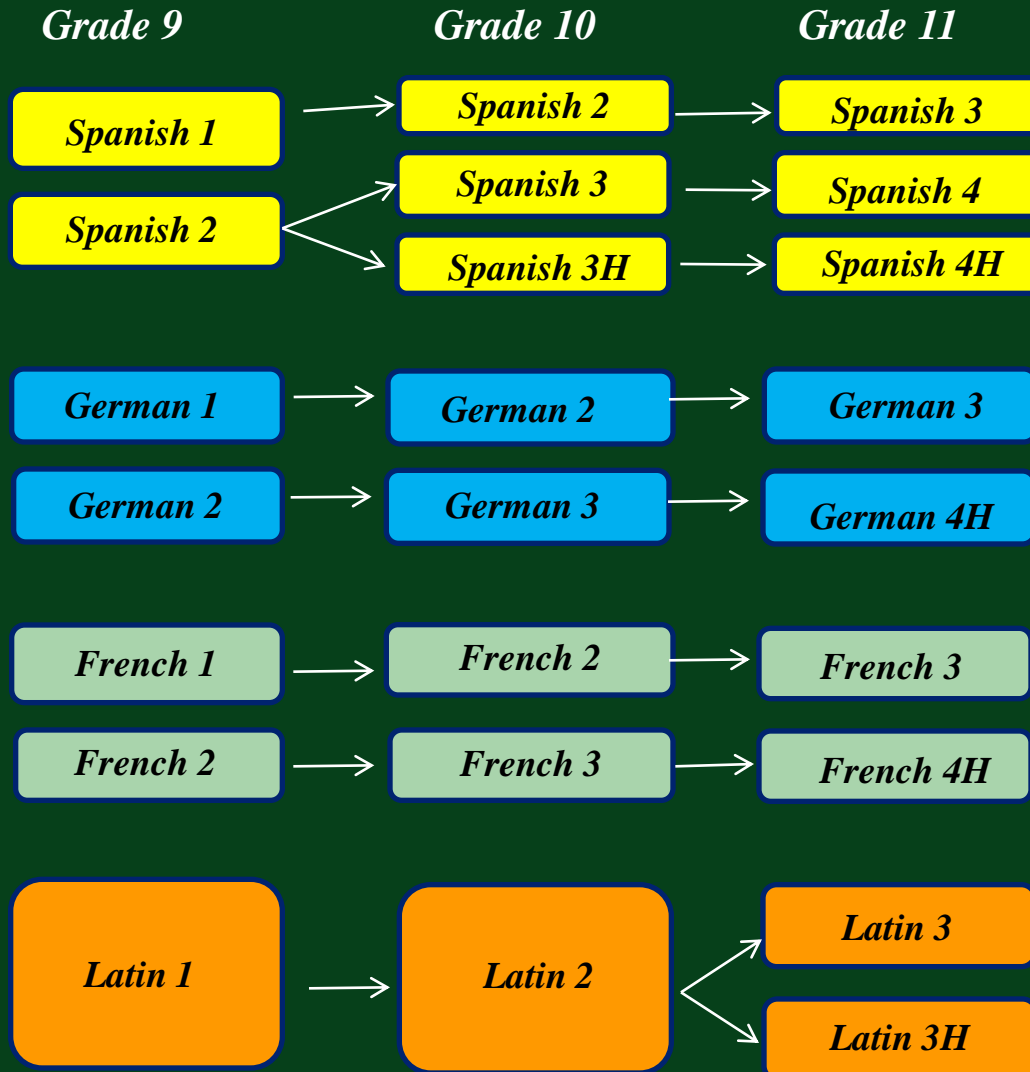 Grade 9 Grade 10 Grade 11
Spanish 1 Spanish 2 Spanish 3
Spanish 2 Spanish 3 Spanish 4
Spanish 3H Spanish 4H
German 1 German 2 German 3
German 2 German 3 German 4H
French 1 French 2 French 3
French 2 French 3 French 4H
Latin 1 Latin 2 Latin 3
Latin 3H